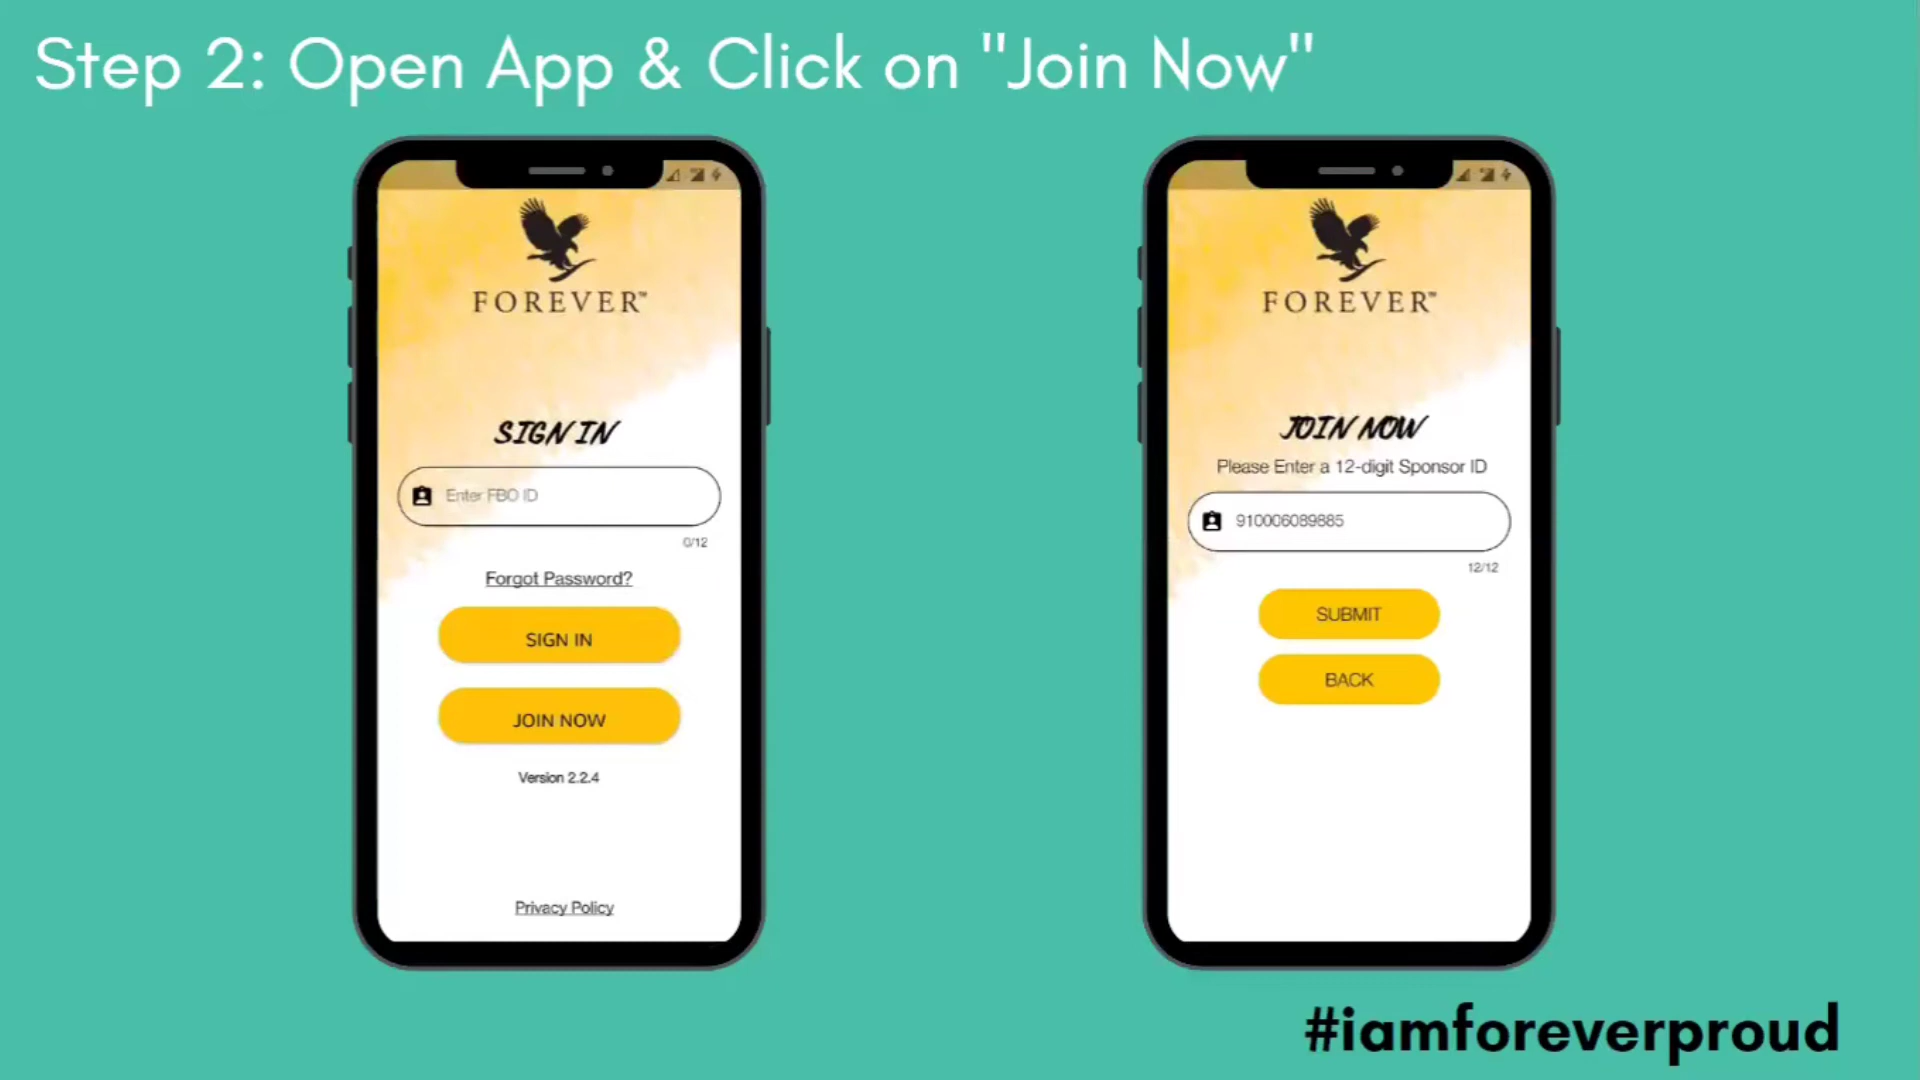 Step 2: Open App & Click on "Join Now"
FOREVER™
SIGN IN
Enter FBO ID
0/12
Forgot Password?
SIGN IN
JOIN NOW
Version 2.2.4
Privacy Policy
FOREVER™
JOIN NOW
Please Enter a 12-digit Sponsor ID
910006089885
12/12
SUBMIT
BACK
#iamforeverproud